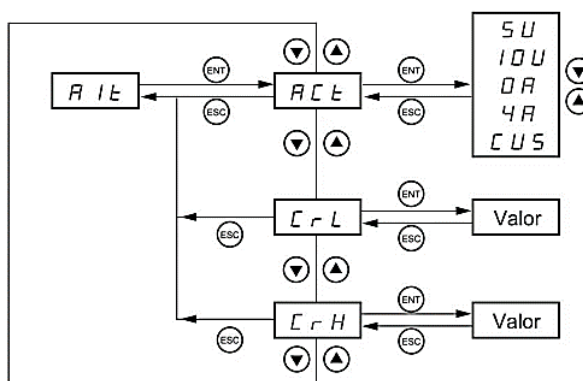 5U
10U
0A
4A
CUS
ENT
ENT
AIt
ACt
ESC
ESC
ENT
CrL
Valor
ESC
ESC
ENT
CrH
Valor
ESC
ESC